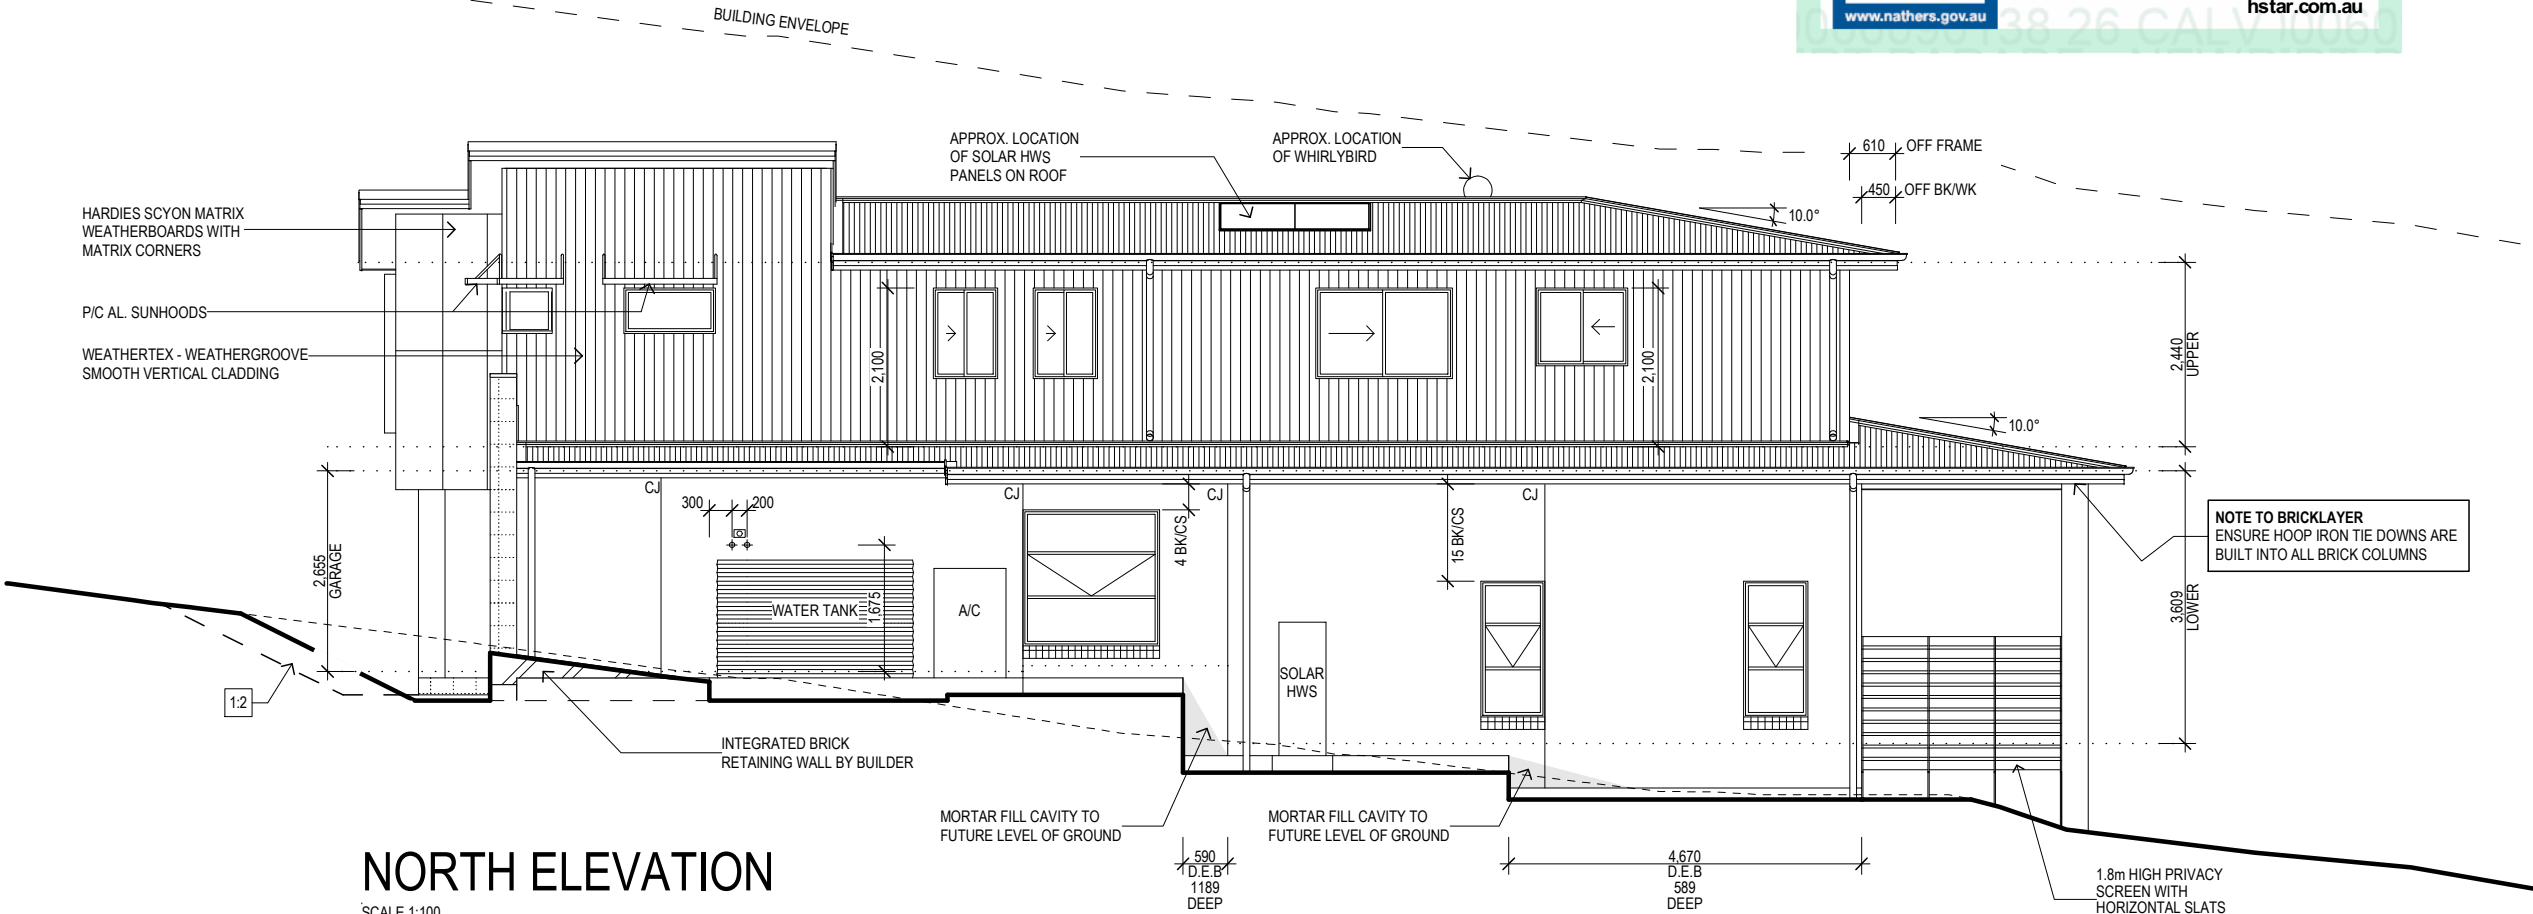 BUILDING ENVELOPE
www.nathers.gov.au
hstar.com.au
38 26 CALV
APPROX. LOCATION
OF SOLAR HWS
PANELS ON ROOF
APPROX. LOCATION
OF WHIRLYBIRD
610 OFF FRAME
450 OFF BK/WK
10.0°
HARDIES SCYON MATRIX
WEATHERBOARDS WITH
MATRIX CORNERS
P/C AL. SUNHOODS
WEATHERTEX - WEATHERGROOVE
SMOOTH VERTICAL CLADDING
2,100
2,100
2,440
UPPER
10.0°
CJ
CJ
CJ
CJ
300
200
4 BK/CS
15 BK/CS
2,655
GARAGE
WATER TANK
1,675
A/C
SOLAR
HWS
NOTE TO BRICKLAYER
ENSURE HOOP IRON TIE DOWNS ARE
BUILT INTO ALL BRICK COLUMNS
3,609
LOWER
1:2
INTEGRATED BRICK
RETAINING WALL BY BUILDER
MORTAR FILL CAVITY TO
FUTURE LEVEL OF GROUND
MORTAR FILL CAVITY TO
FUTURE LEVEL OF GROUND
590
D.E.B
1189
DEEP
4,670
D.E.B
589
DEEP
1.8m HIGH PRIVACY
SCREEN WITH
HORIZONTAL SLATS
NORTH ELEVATION
SCALE 1:100